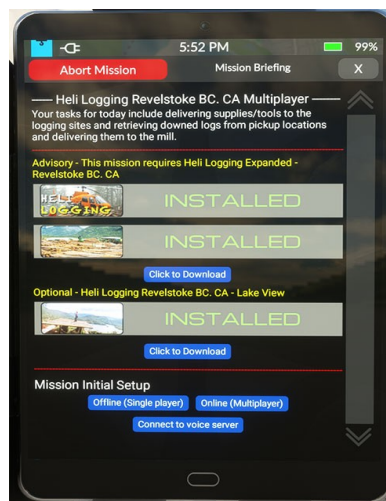 5:52 PM
99%
Abort Mission
Mission Briefing
X
Heli Logging Revelstoke BC. CA Multiplayer
Your tasks for today include delivering supplies/tools to the
logging sites and retrieving downed logs from pickup locations
and delivering them to the mill.
Advisory - This mission requires Heli Logging Expanded -
Revelstoke BC. CA
HELI
LOGGING
INSTALLED
INSTALLED
Click to Download
Optional - Heli Logging Revelstoke BC. CA - Lake View
INSTALLED
Click to Download
Mission Initial Setup
Offline (Single player)
Online (Multiplayer)
Connect to voice server